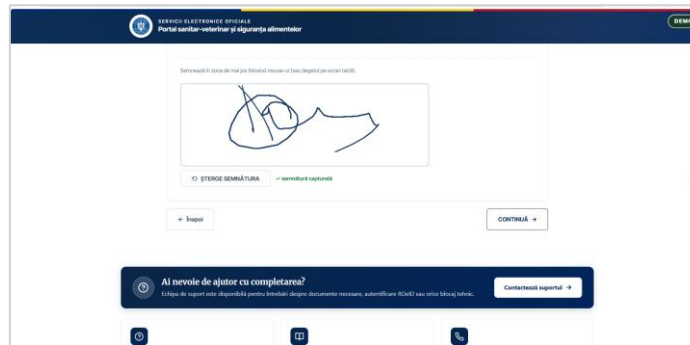 SERVICII ELECTRONICE OFICIALE
Portal sanitar-veterinar și siguranța alimentelor
DEM
Semnează în zona de mai jos folosind mouse-ul (sau degetul pe ecran tactil).
ȘTERGE SEMNĂTURA
✓ semnătură capturată
← Înapoi
CONTINUĂ →
Ai nevoie de ajutor cu completarea?
Echipa de suport este disponibilă pentru întrebări despre documente necesare, autentificare ROeID sau orice blocaj tehnic.
Contactează suportul →